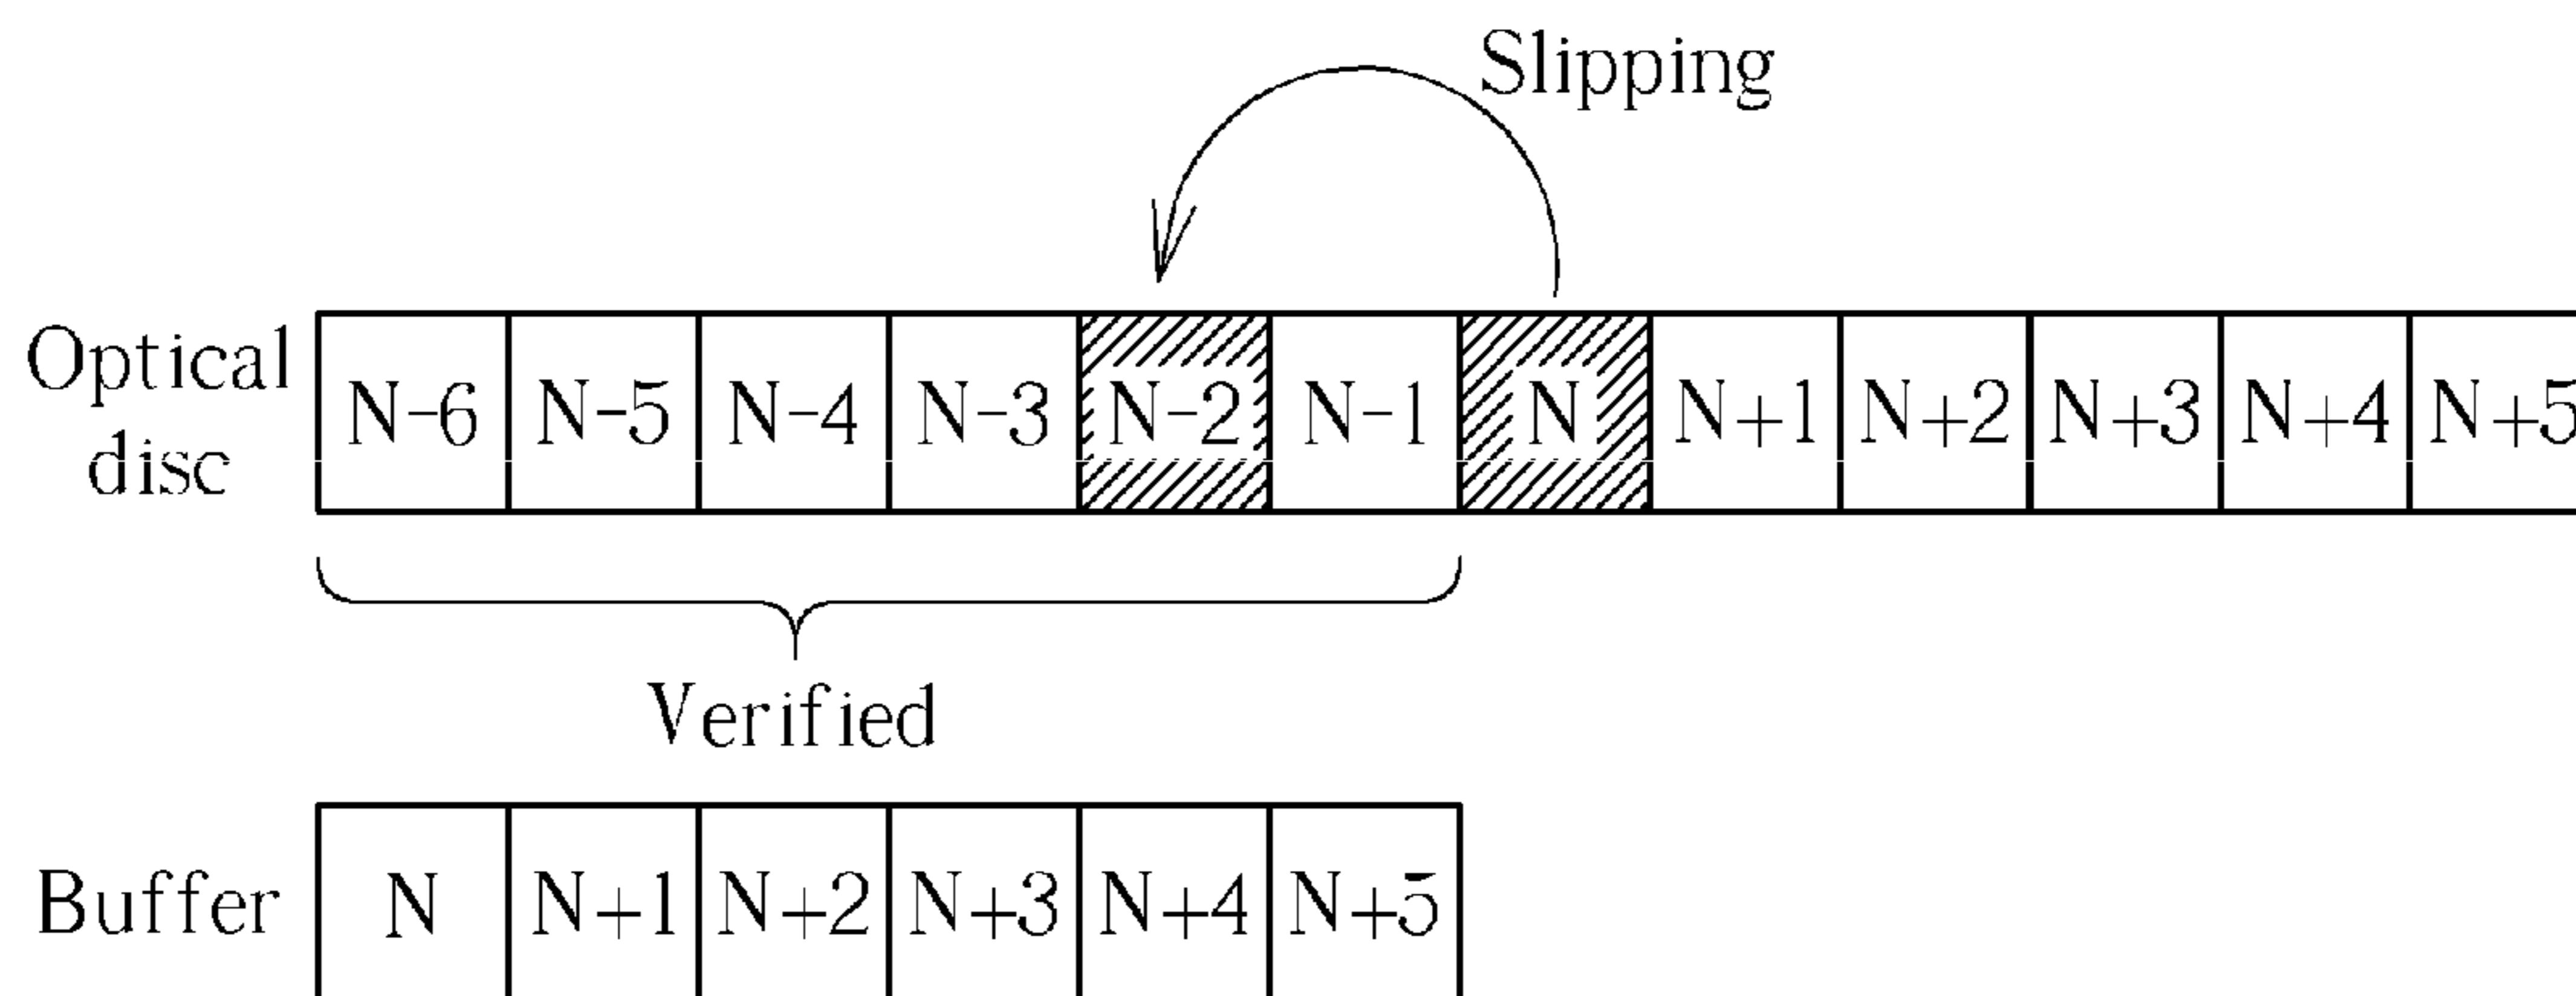 Slipping
Optical disc
N-6 N-5 N-4 N-3 N-2 N-1 N N+1 N+2 N+3 N+4 N+5
Verified
Buffer
N N+1 N+2 N+3 N+4 N+5